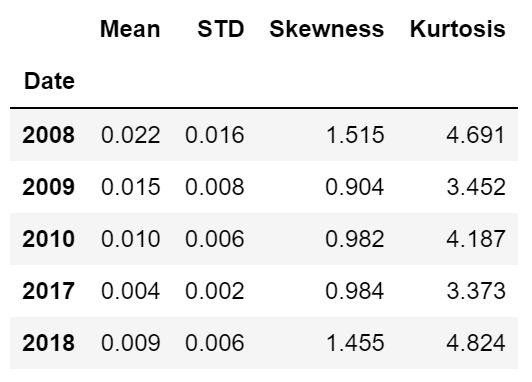 Mean STD Skewness Kurtosis
Date
2008 0.022 0.016 1.515 4.691
2009 0.015 0.008 0.904 3.452
2010 0.010 0.006 0.982 4.187
2017 0.004 0.002 0.984 3.373
2018 0.009 0.006 1.455 4.824